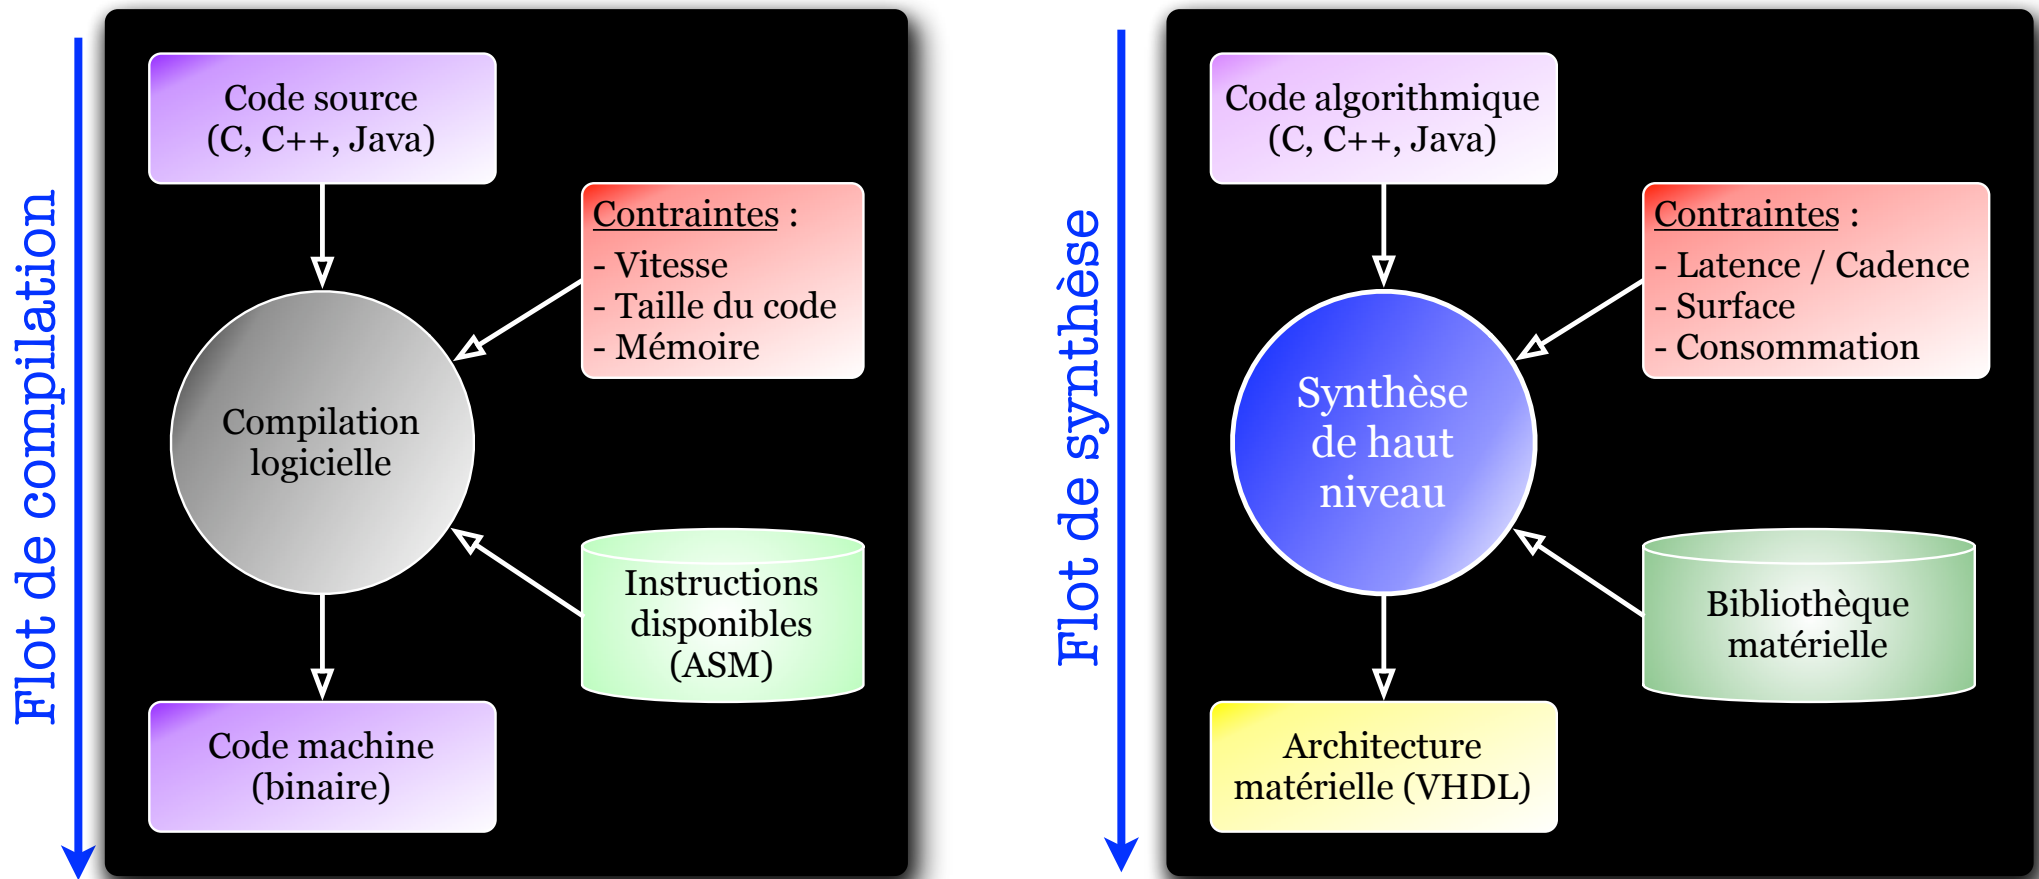 Flot de compilation
Code source
(C, C++, Java)
Contraintes :
- Vitesse
- Taille du code
- Mémoire
Compilation
logicielle
Instructions
disponibles
(ASM)
Code machine
(binaire)
Flot de synthèse
Code algorithmique
(C, C++, Java)
Contraintes :
- Latence / Cadence
- Surface
- Consommation
Synthèse
de haut
niveau
Bibliothèque
matérielle
Architecture
matérielle (VHDL)